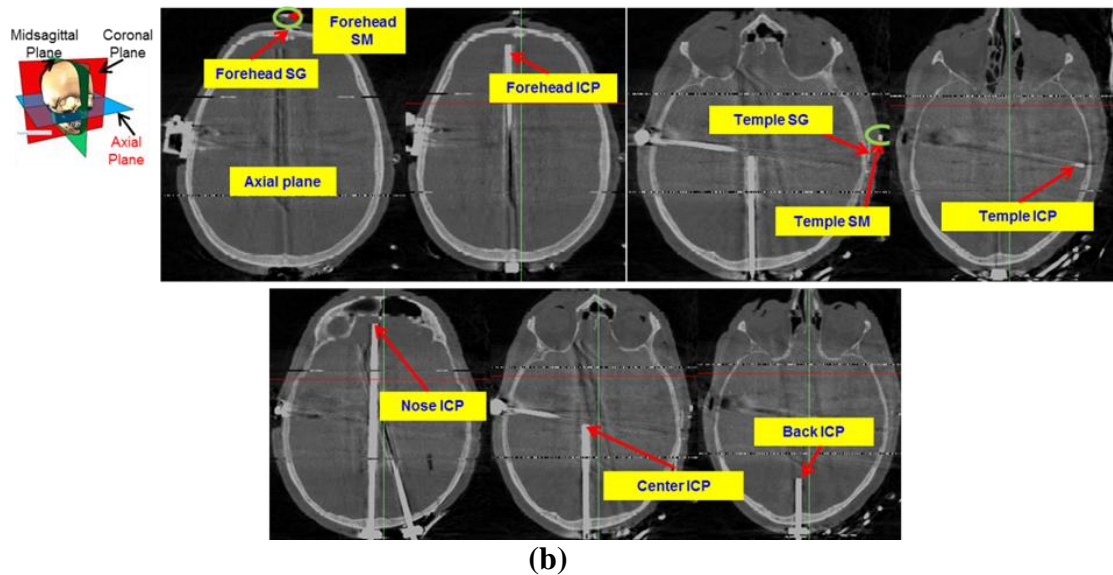 Midsagittal
Plane
Coronal
Plane
Axial
Plane
Forehead
SM
Forehead SG
Axial plane
Forehead ICP
Temple SG
Temple SM
Temple ICP
Nose ICP
Center ICP
Back ICP
(b)